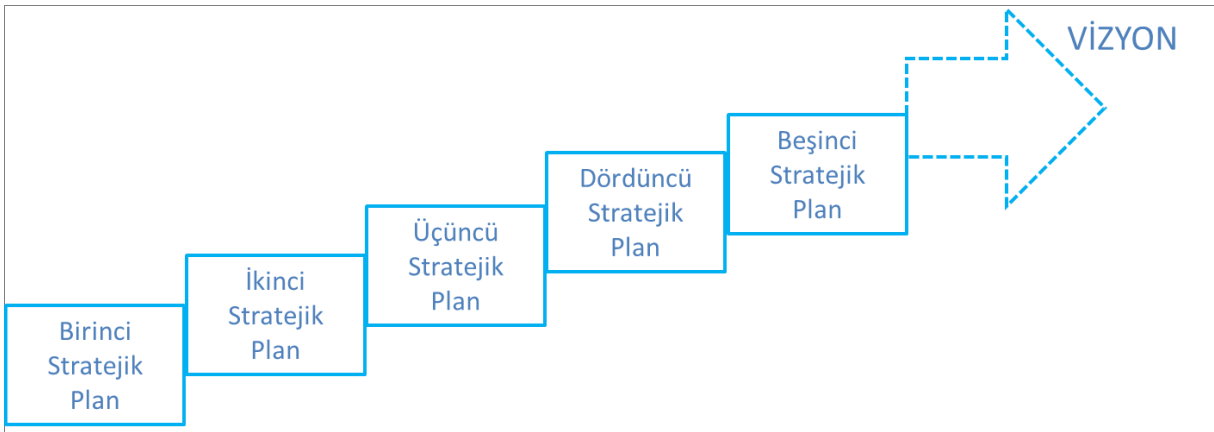 VİZYON
Beşinci
Stratejik
Plan
Dördüncü
Stratejik
Plan
Üçüncü
Stratejik
Plan
İkinci
Stratejik
Plan
Birinci
Stratejik
Plan